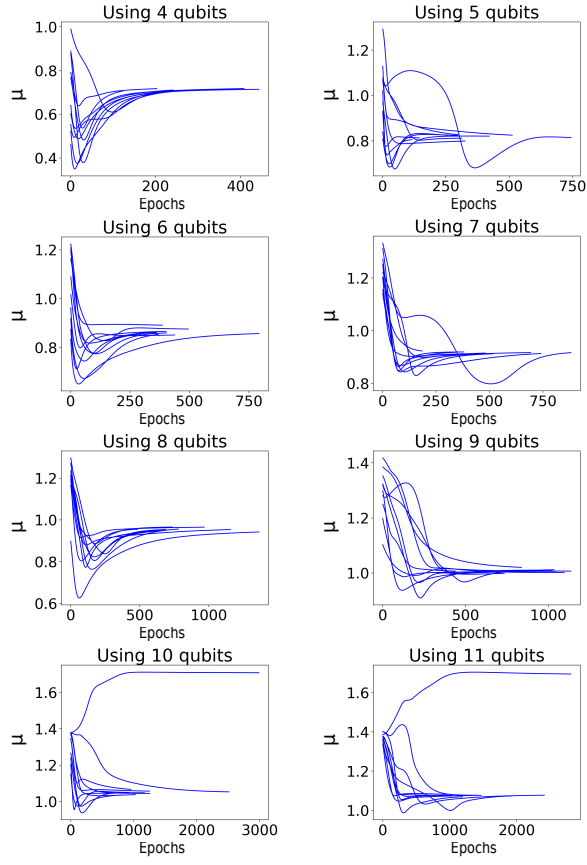 Using 4 qubits
Using 5 qubits
1.0
0.8
0.6
0.4
μ
0 200 400
Epochs
1.2
1.0
0.8
μ
0 250 500 750
Epochs
Using 6 qubits
Using 7 qubits
1.2
1.0
0.8
μ
0 250 500 750
Epochs
1.2
1.0
0.8
μ
0 250 500 750
Epochs
Using 8 qubits
Using 9 qubits
1.2
1.0
0.8
0.6
μ
0 500 1000
Epochs
1.4
1.2
1.0
μ
0 500 1000
Epochs
Using 10 qubits
Using 11 qubits
1.6
1.4
1.2
1.0
μ
0 1000 2000 3000
Epochs
1.6
1.4
1.2
1.0
μ
0 1000 2000
Epochs